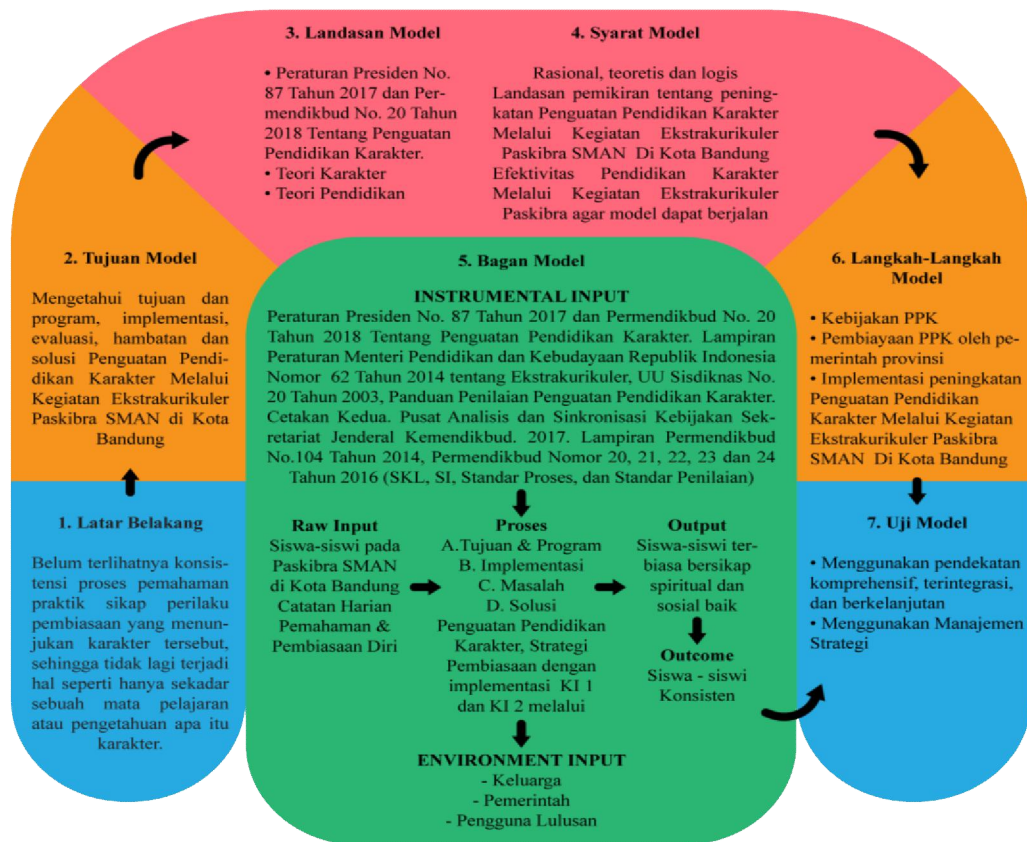 3. Landasan Model
• Peraturan Presiden No.
87 Tahun 2017 dan Per-
mendikbud No. 20 Tahun
2018 Tentang Penguatan
Pendidikan Karakter.
• Teori Karakter
• Teori Pendidikan
4. Syarat Model
Rasional, teoretis dan logis
Landasan pemikiran tentang pening-
katan Penguatan Pendidikan Karakter
Melalui Kegiatan Ekstrakurikuler
Paskibra SMAN Di Kota Bandung
Efektivitas Pendidikan Karakter
Melalui Kegiatan Ekstrakurikuler
Paskibra agar model dapat berjalan
2. Tujuan Model
Mengetahui tujuan dan
program, implementasi,
evaluasi, hambatan dan
solusi Penguatan Pendi-
dikan Karakter Melalui
Kegiatan Ekstrakurikuler
Paskibra SMAN di Kota
Bandung
1. Latar Belakang
Belum terlihatnya konsis-
tensi proses pemahaman
praktik sikap perilaku
pembiasaan yang menun-
jukan karakter tersebut,
sehingga tidak lagi terjadi
hal seperti hanya sekadar
sebuah mata pelajaran
atau pengetahuan apa itu
karakter.
5. Bagan Model
INSTRUMENTAL INPUT
Peraturan Presiden No. 87 Tahun 2017 dan Permendikbud No. 20
Tahun 2018 Tentang Penguatan Pendidikan Karakter. Lampiran
Peraturan Menteri Pendidikan dan Kebudayaan Republik Indonesia
Nomor 62 Tahun 2014 tentang Ekstrakurikuler, UU Sisdiknas No.
20 Tahun 2003, Panduan Penilaian Penguatan Pendidikan Karakter.
Cetakan Kedua. Pusat Analisis dan Sinkronisasi Kebijakan Sek-
retariat Jenderal Kemendikbud. 2017. Lampiran Permendikbud
No.104 Tahun 2014, Permendikbud Nomor 20, 21, 22, 23 dan 24
Tahun 2016 (SKL, SI, Standar Proses, dan Standar Penilaian)
Raw Input
Siswa-siswi pada
Paskibra SMAN
di Kota Bandung
Catatan Harian
Pemahaman &
Pembiasaan Diri
Proses
A.Tujuan & Program
B. Implementasi
C. Masalah
D. Solusi
Penguatan Pendidikan
Karakter, Strategi
Pembiasaan dengan
implementasi KI 1
dan KI 2 melalui
Output
Siswa-siswi ter-
biasa bersikap
spiritual dan
sosial baik
Outcome
Siswa - siswi
Konsisten
ENVIRONMENT INPUT
- Keluarga
- Pemerintah
- Pengguna Lulusan
6. Langkah-Langkah
Model
• Kebijakan PPK
• Pembiayaan PPK oleh pe-
merintah provinsi
• Implementasi peningkatan
Penguatan Pendidikan
Karakter Melalui Kegiatan
Ekstrakurikuler Paskibra
SMAN Di Kota Bandung
7. Uji Model
• Menggunakan pendekatan
komprehensif, terintegrasi,
dan berkelanjutan
• Menggunakan Manajemen
Strategi